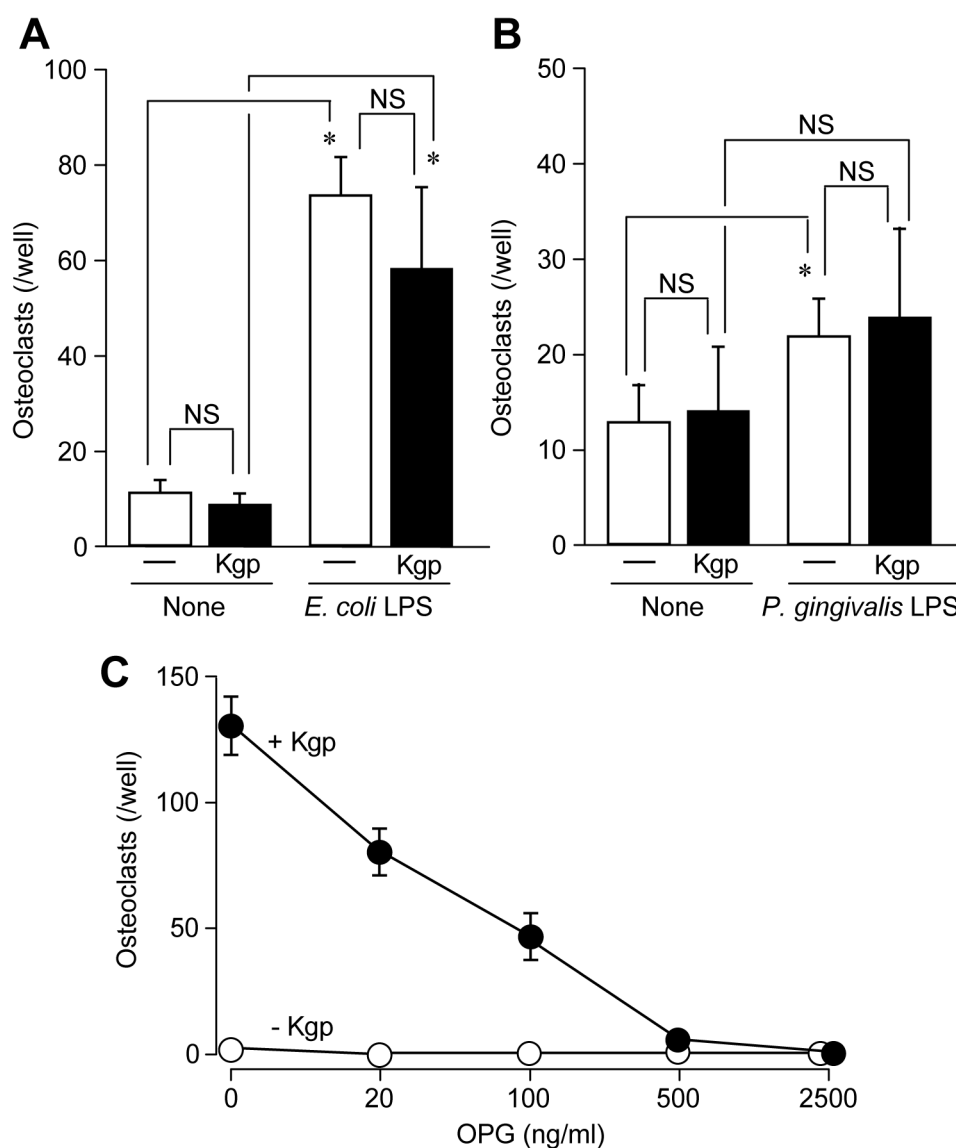 A
Osteoclasts (/well)
100
80
60
40
20
0
NS
NS
*
*
— Kgp — Kgp
None E. coli LPS
B
Osteoclasts (/well)
50
40
30
20
10
0
NS
NS
NS
*
— Kgp — Kgp
None P. gingivalis LPS
C
Osteoclasts (/well)
150
100
50
0
+ Kgp
- Kgp
0 20 100 500 2500
OPG (ng/ml)